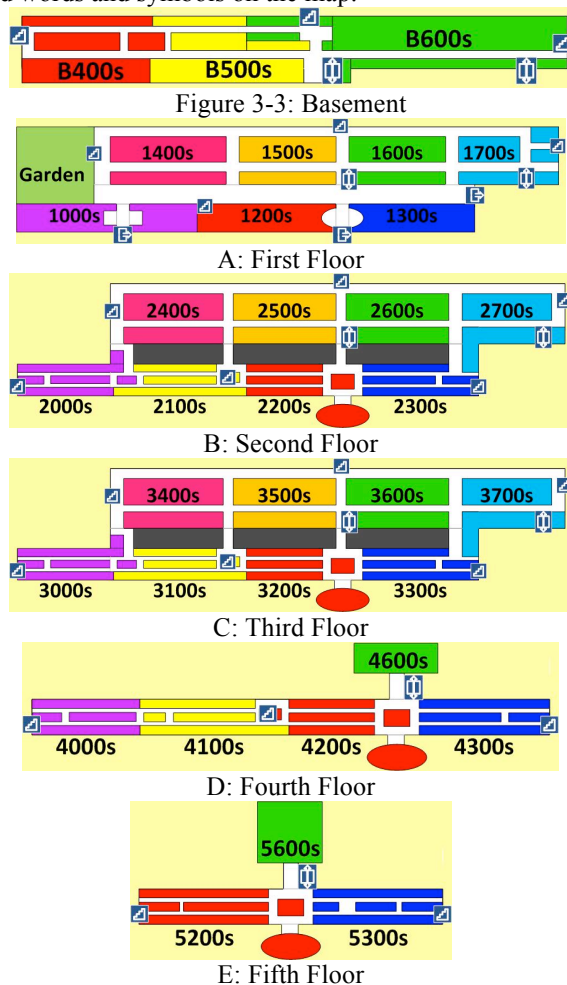 d words and symbols on the map.
B600s
B400s B500s
Figure 3-3: Basement
1400s 1500s 1600s 1700s
Garden
1000s 1200s 1300s
A: First Floor
2400s 2500s 2600s 2700s
2000s 2100s 2200s 2300s
B: Second Floor
3400s 3500s 3600s 3700s
3000s 3100s 3200s 3300s
C: Third Floor
4600s
4000s 4100s 4200s 4300s
D: Fourth Floor
5600s
5200s 5300s
E: Fifth Floor